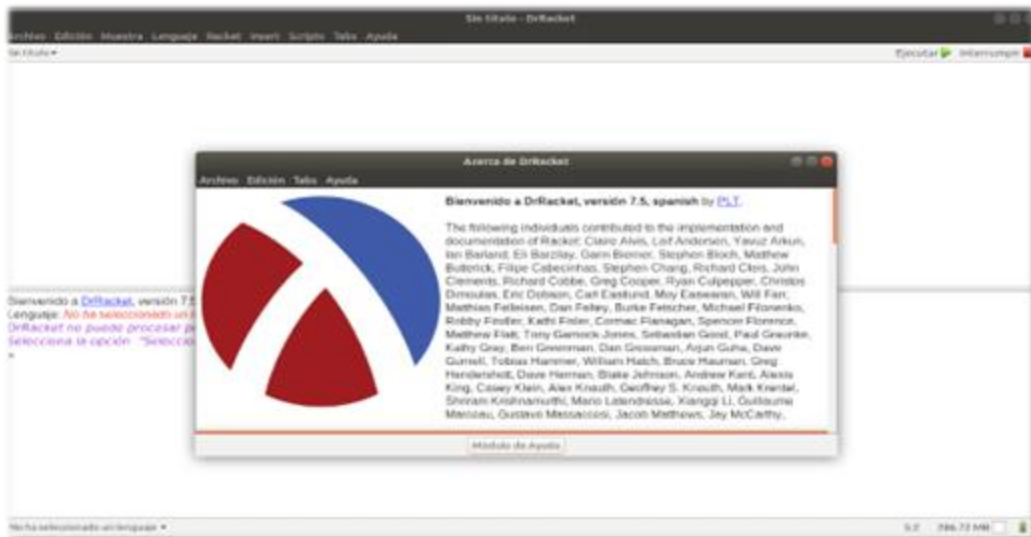 Sin título - DrRacket
Archivo Edición Muestra Lenguaje Racket Insert Scripts Tabs Ayuda
Sin título
Ejecutar Interrumpir
Acerca de DrRacket
Archivo Edición Tabs Ayuda
Bienvenido a DrRacket, versión 7.5, spanish by PLT.
The following individuals contributed to the implementation and
documentation of Racket: Claire Alvis, Leif Andersen, Yavuz Arkun,
Ian Barland, Eli Barzilay, Gann Bierner, Stephen Bloch, Matthew
Butterick, Filipe Cabecinhas, Stephen Chang, Richard Cleis, John
Clements, Richard Cobbe, Greg Cooper, Ryan Culpepper, Christos
Dimoulas, Eric Dobson, Carl Eastlund, Moy Easwaran, Will Farr,
Matthias Felleisen, Dan Feltey, Burke Fetscher, Michael Filonenko,
Robby Findler, Kathi Fisler, Cormac Flanagan, Spencer Florence,
Matthew Flatt, Tony Garnock-Jones, Sebastian Good, Paul Graunke,
Kathy Gray, Ben Greenman, Dan Grossman, Arjun Guha, Dave
Gurnell, Tobias Hammer, William Hatch, Bruce Hauman, Greg
Hendershott, Dave Herman, Blake Johnson, Andrew Kent, Alexis
King, Casey Klein, Alex Knauth, Geoffrey S. Knauth, Mark Krentel,
Shriram Krishnamurthi, Mario Latendresse, Xiangqi Li, Guillaume
Marceau, Gustavo Massaccesi, Jacob Matthews, Jay McCarthy,
Módulo de Ayuda
Bienvenido a DrRacket, versión 7.5
Lenguaje: No ha seleccionado un
DrRacket no puede procesar
Selecciona la opción "Seleccio
>
No ha seleccionado un lenguaje
5:2